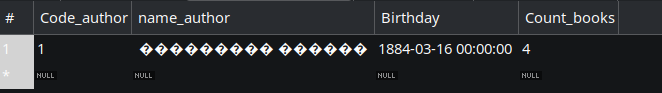 # Code_author name_author Birthday Count_books
1 1 ��������� ������ 1884-03-16 00:00:00 4
* NULL NULL NULL NULL